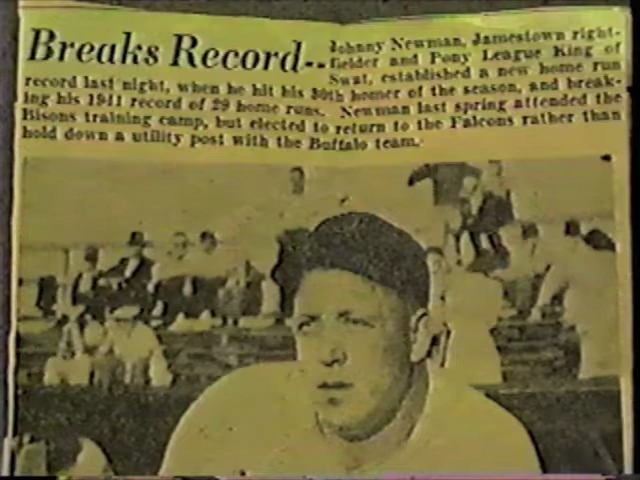 Breaks Record--
Johnny Newman, Jamestown right-
fielder and Pony League King of
Swat, established a new home run
record last night, when he hit his 30th homer of the season, and break-
ing his 1941 record of 29 home runs. Newman last spring attended the
Bisons training camp, but elected to return to the Falcons rather than
hold down a utility post with the Buffalo team.